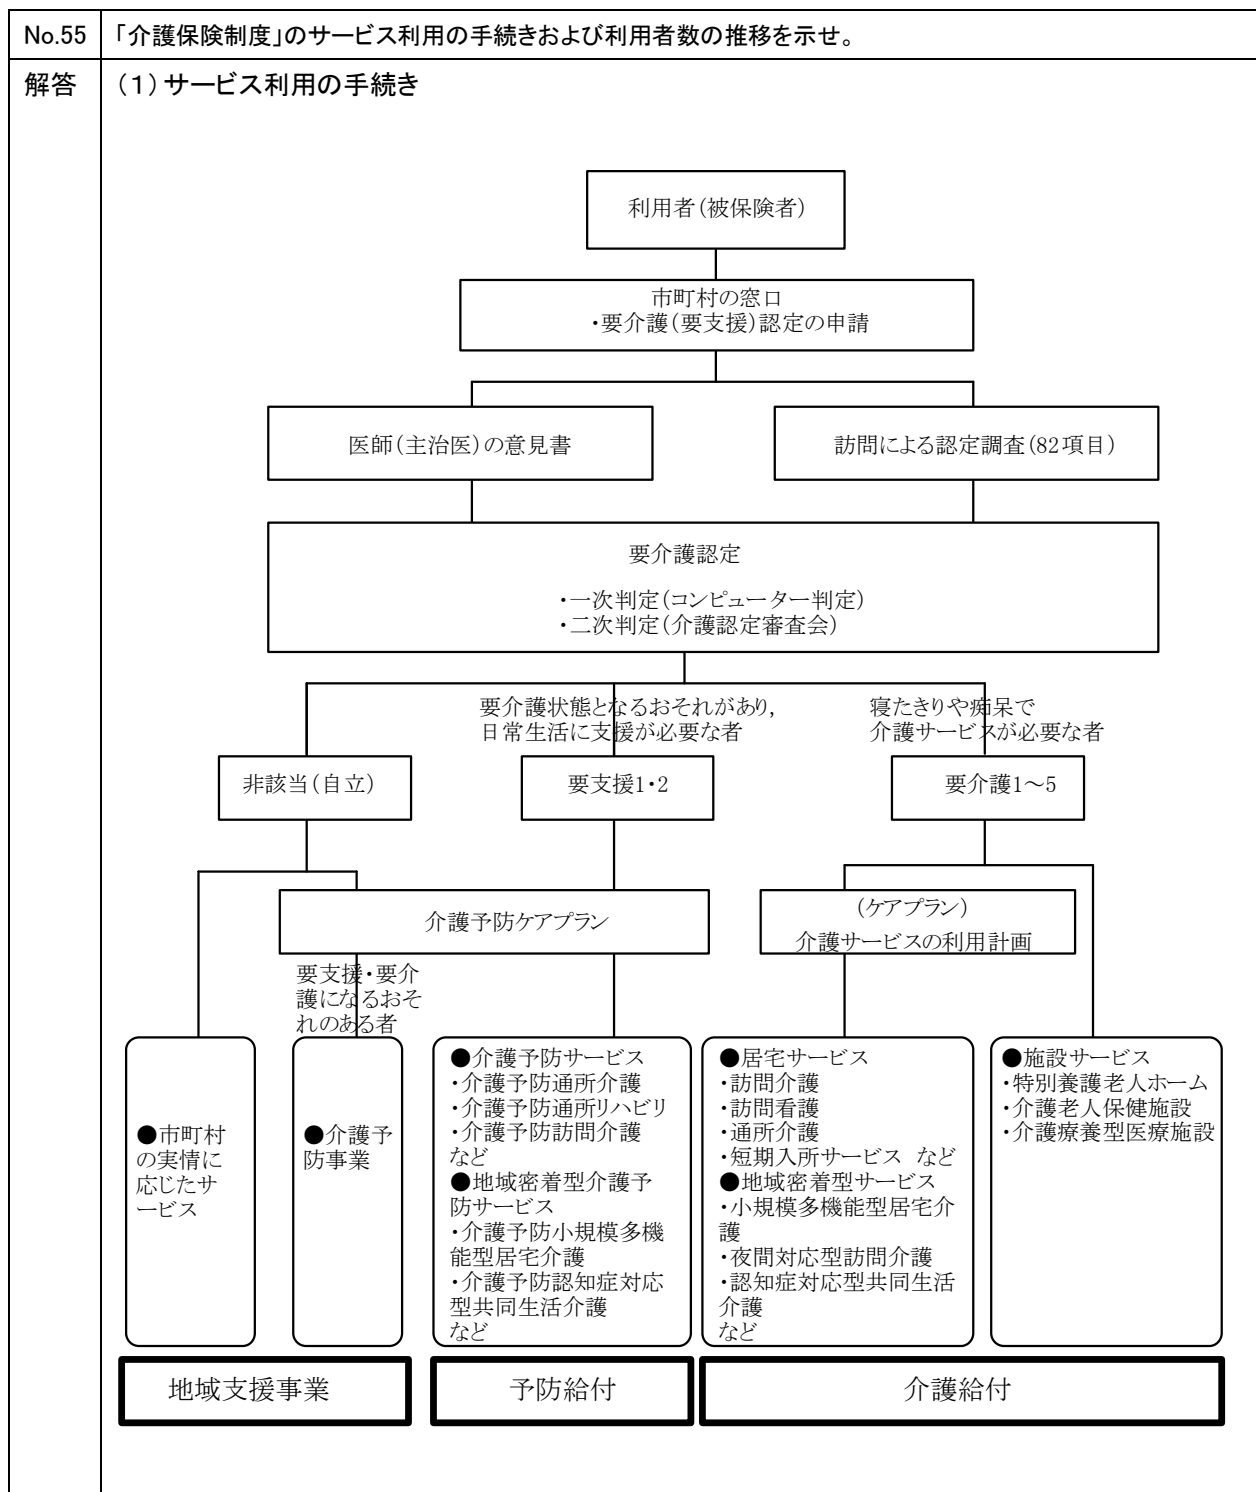 No.55
「介護保険制度」のサービス利用の手続きおよび利用者数の推移を示せ。
解答
（1）サービス利用の手続き
利用者（被保険者）
市町村の窓口
・要介護（要支援）認定の申請
医師（主治医）の意見書
訪問による認定調査（82項目）
要介護認定
・一次判定（コンピューター判定）
・二次判定（介護認定審査会）
要介護状態となるおそれがあり,
日常生活に支援が必要な者
寝たきりや痴呆で
介護サービスが必要な者
非該当（自立）
要支援1・2
要介護1～5
介護予防ケアプラン
（ケアプラン）
介護サービスの利用計画
要支援・要介
護になるおそ
れのある者
●市町村
の実情に
応じたサ
ービス
●介護予
防事業
●介護予防サービス
・介護予防通所介護
・介護予防通所リハビリ
・介護予防訪問介護
など
●地域密着型介護予
防サービス
・介護予防小規模多機
能型居宅介護
・介護予防認知症対応
型共同生活介護
など
●居宅サービス
・訪問介護
・訪問看護
・通所介護
・短期入所サービス など
●地域密着型サービス
・小規模多機能型居宅介
護
・夜間対応型訪問介護
・認知症対応型共同生活
介護
など
●施設サービス
・特別養護老人ホーム
・介護老人保健施設
・介護療養型医療施設
地域支援事業
予防給付
介護給付